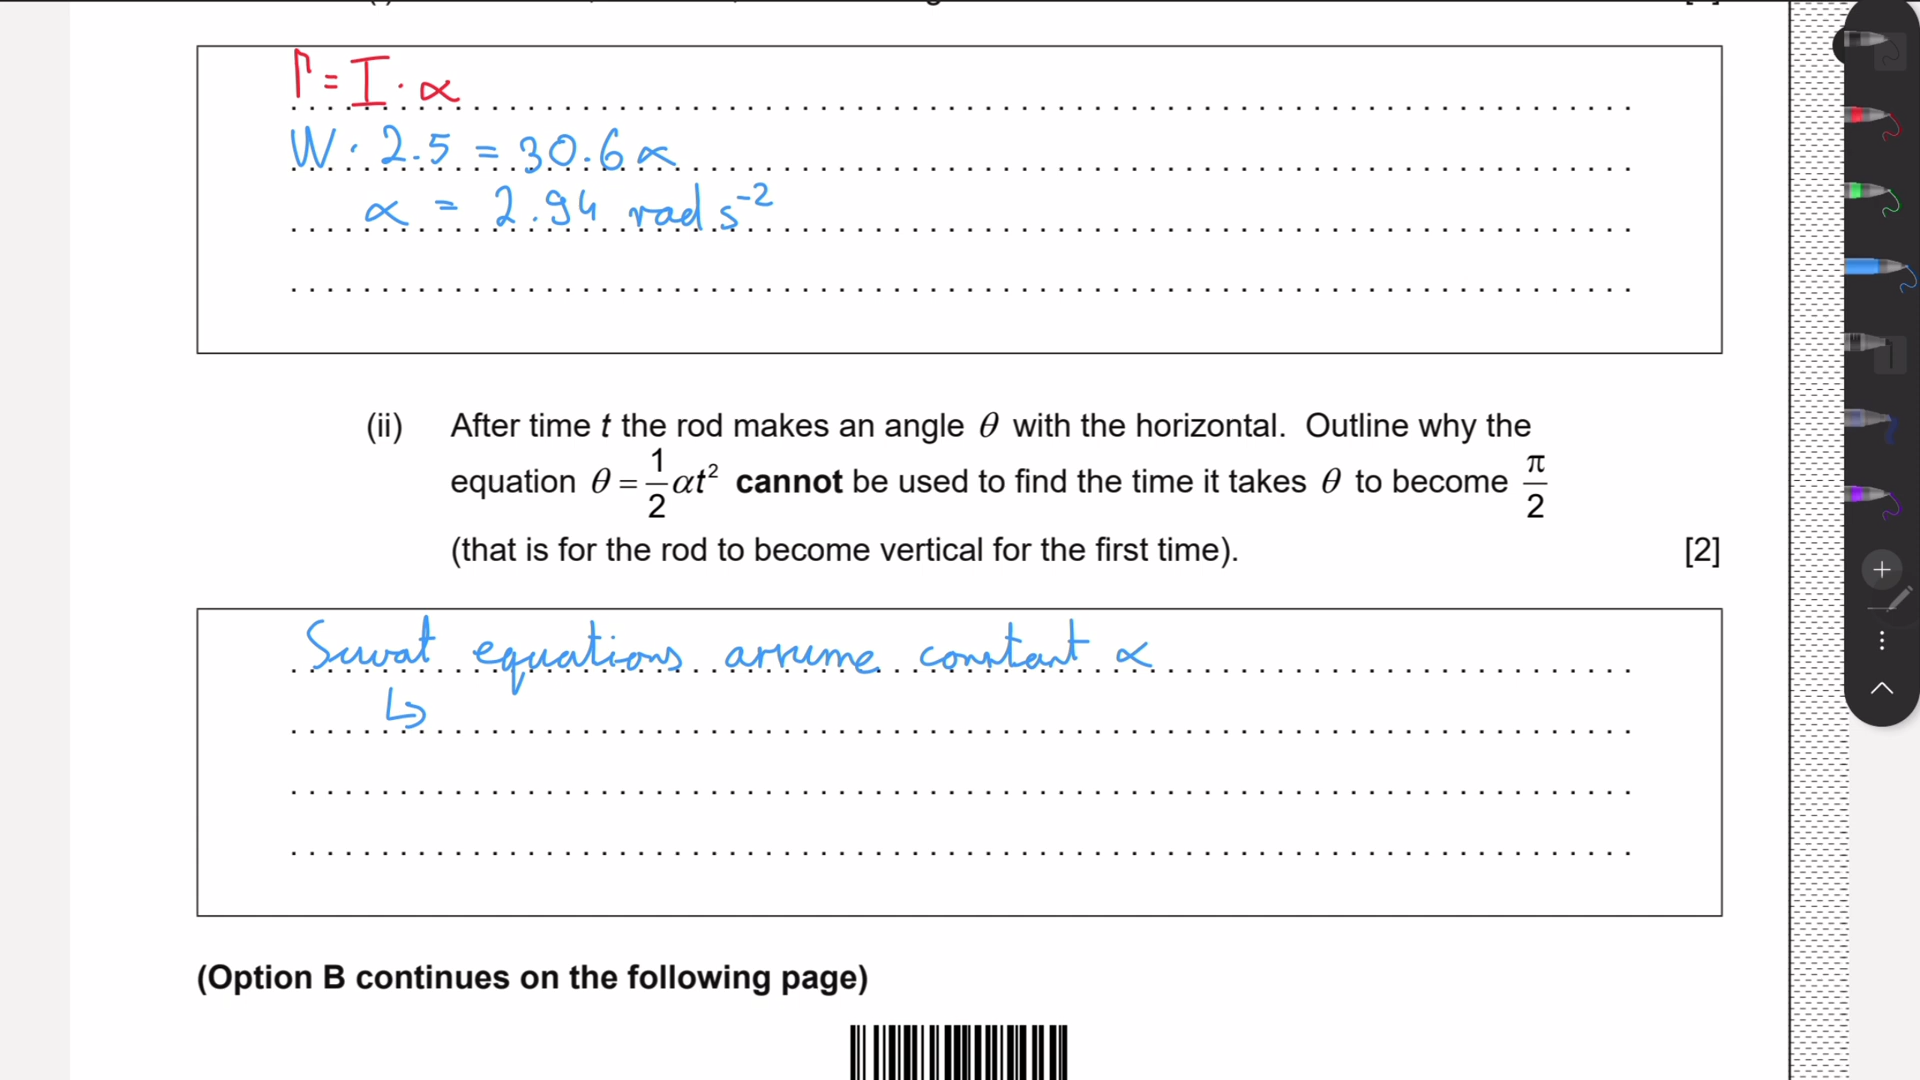 Γ = I · α
W · 2.5 = 30.6 α
α = 2.94 rad s⁻²
(ii) After time t the rod makes an angle θ with the horizontal. Outline why the
equation θ = 1/2 αt² cannot be used to find the time it takes θ to become π/2
(that is for the rod to become vertical for the first time). [2]
Suvat equations assume constant α
↳
(Option B continues on the following page)